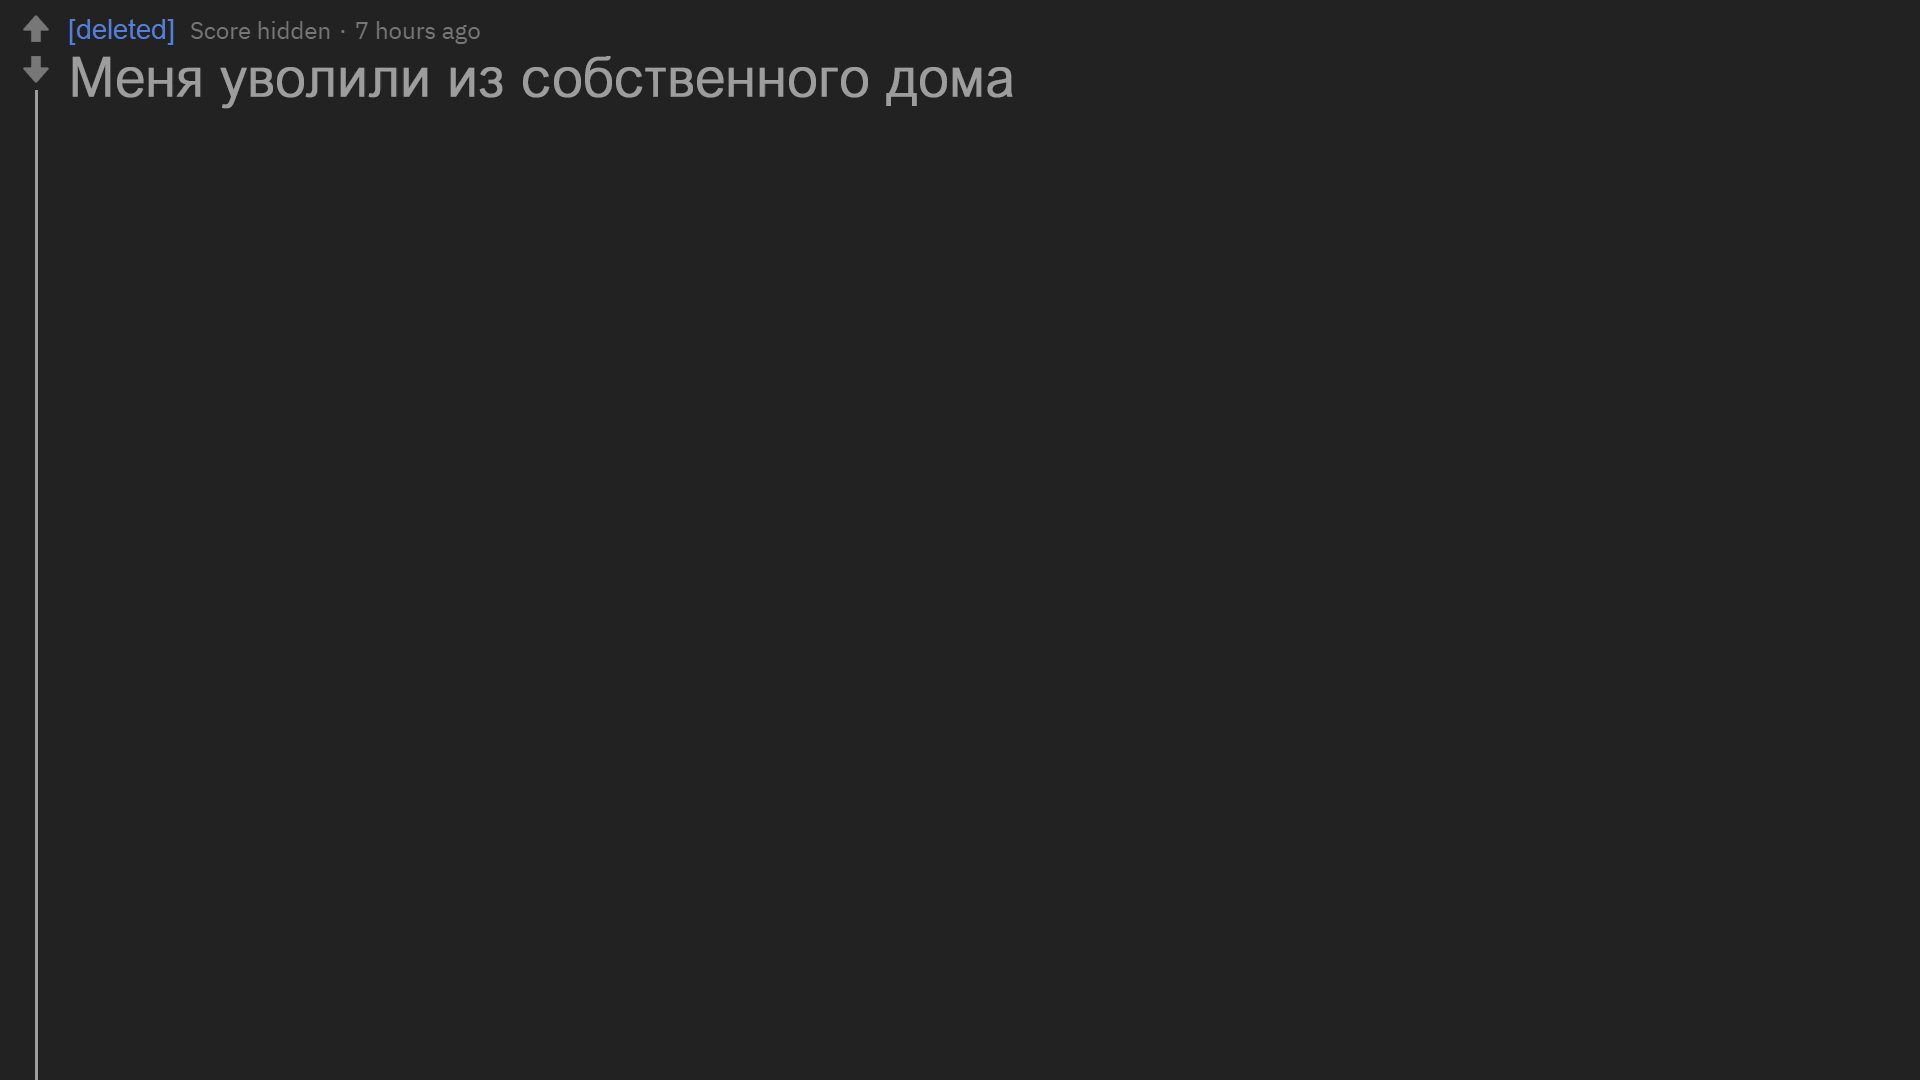 [deleted] Score hidden · 7 hours ago
Меня уволили из собственного дома